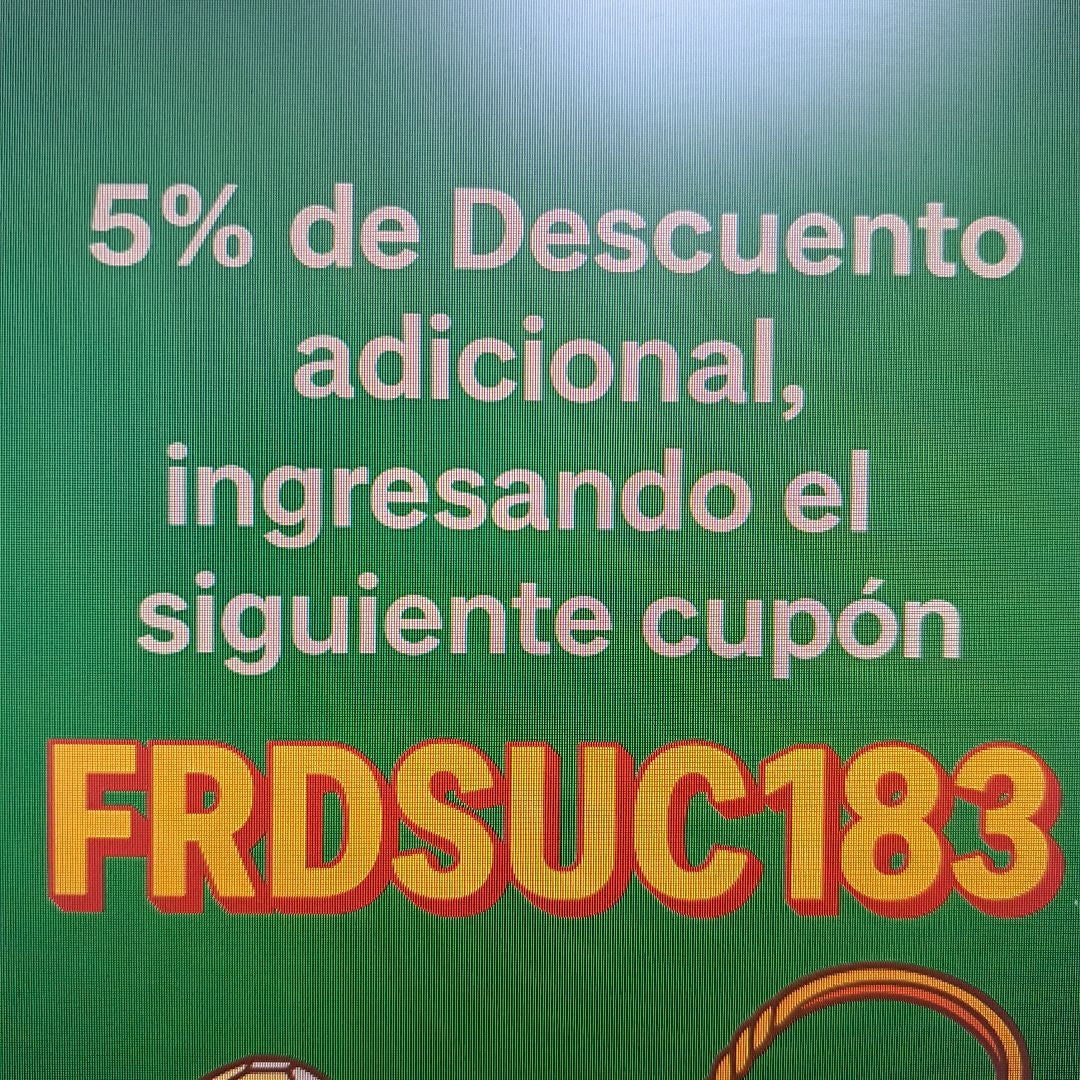 5% de Descuento
adicional,
ingresando el
siguiente cupón
FRDSUC183